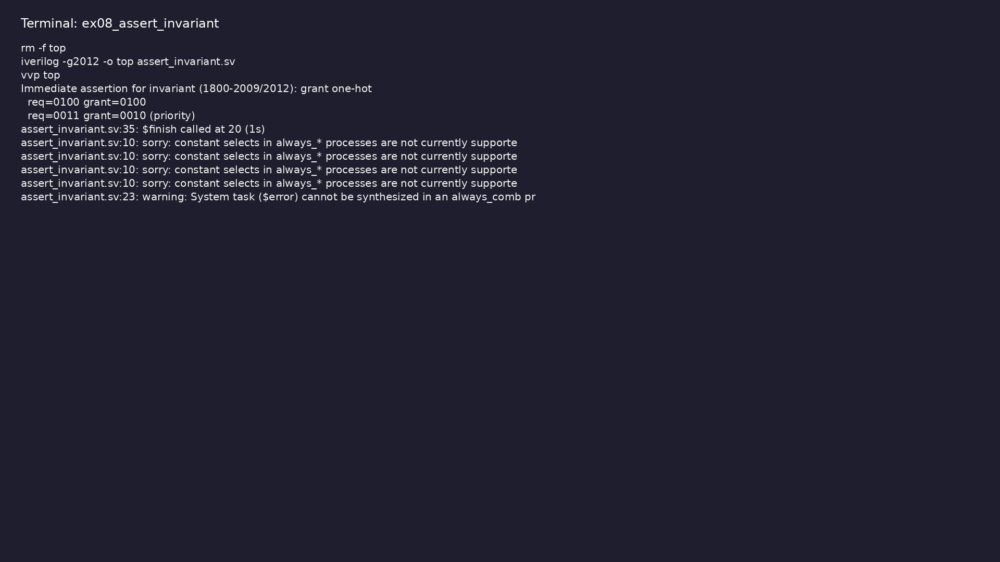 Terminal: ex08_assert_invariant
rm -f top
iverilog -g2012 -o top assert_invariant.sv
vvp top
Immediate assertion for invariant (1800-2009/2012): grant one-hot
req=0100 grant=0100
req=0011 grant=0010 (priority)
assert_invariant.sv:35: $finish called at 20 (1s)
assert_invariant.sv:10: sorry: constant selects in always_* processes are not currently supporte
assert_invariant.sv:10: sorry: constant selects in always_* processes are not currently supporte
assert_invariant.sv:10: sorry: constant selects in always_* processes are not currently supporte
assert_invariant.sv:10: sorry: constant selects in always_* processes are not currently supporte
assert_invariant.sv:23: warning: System task ($error) cannot be synthesized in an always_comb pr